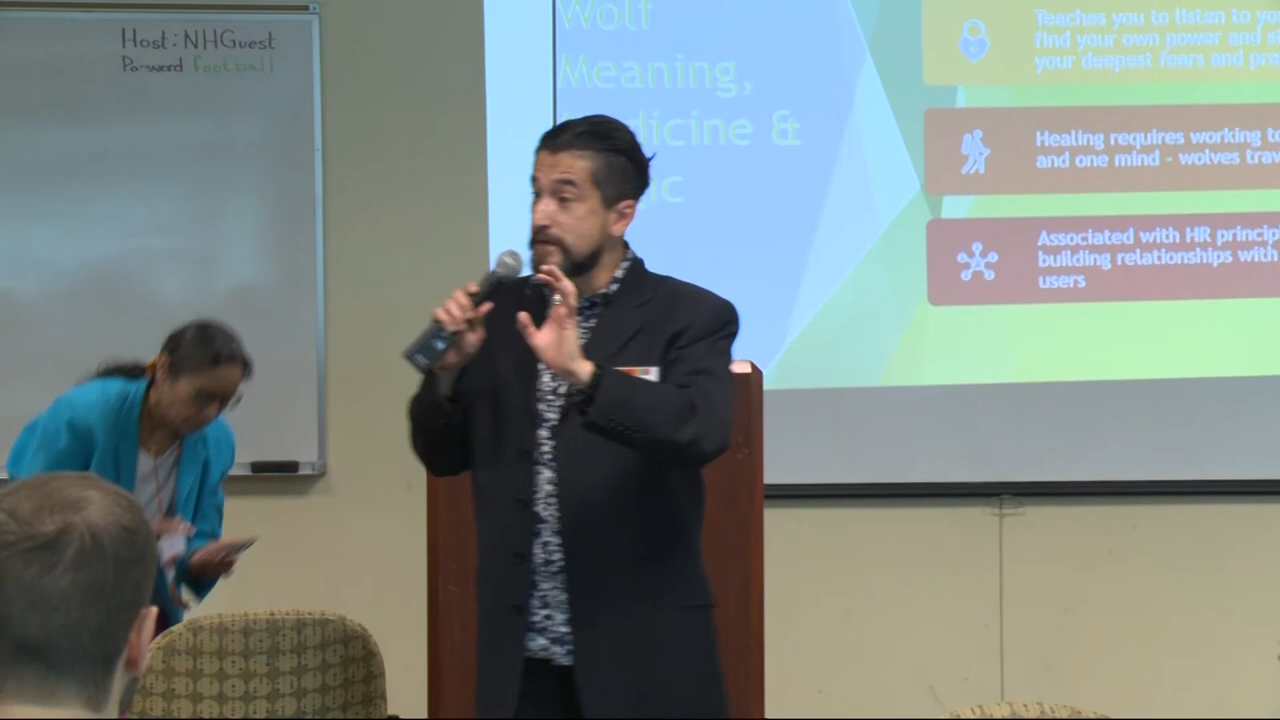 Host: NHGuest
Password football
Wolf
Meaning,
Medicine &
Teaches you to listen to yo
find your own power and st
your deepest fears and pre
Healing requires working to
and one mind - wolves trav
Associated with HR princip
building relationships with
users